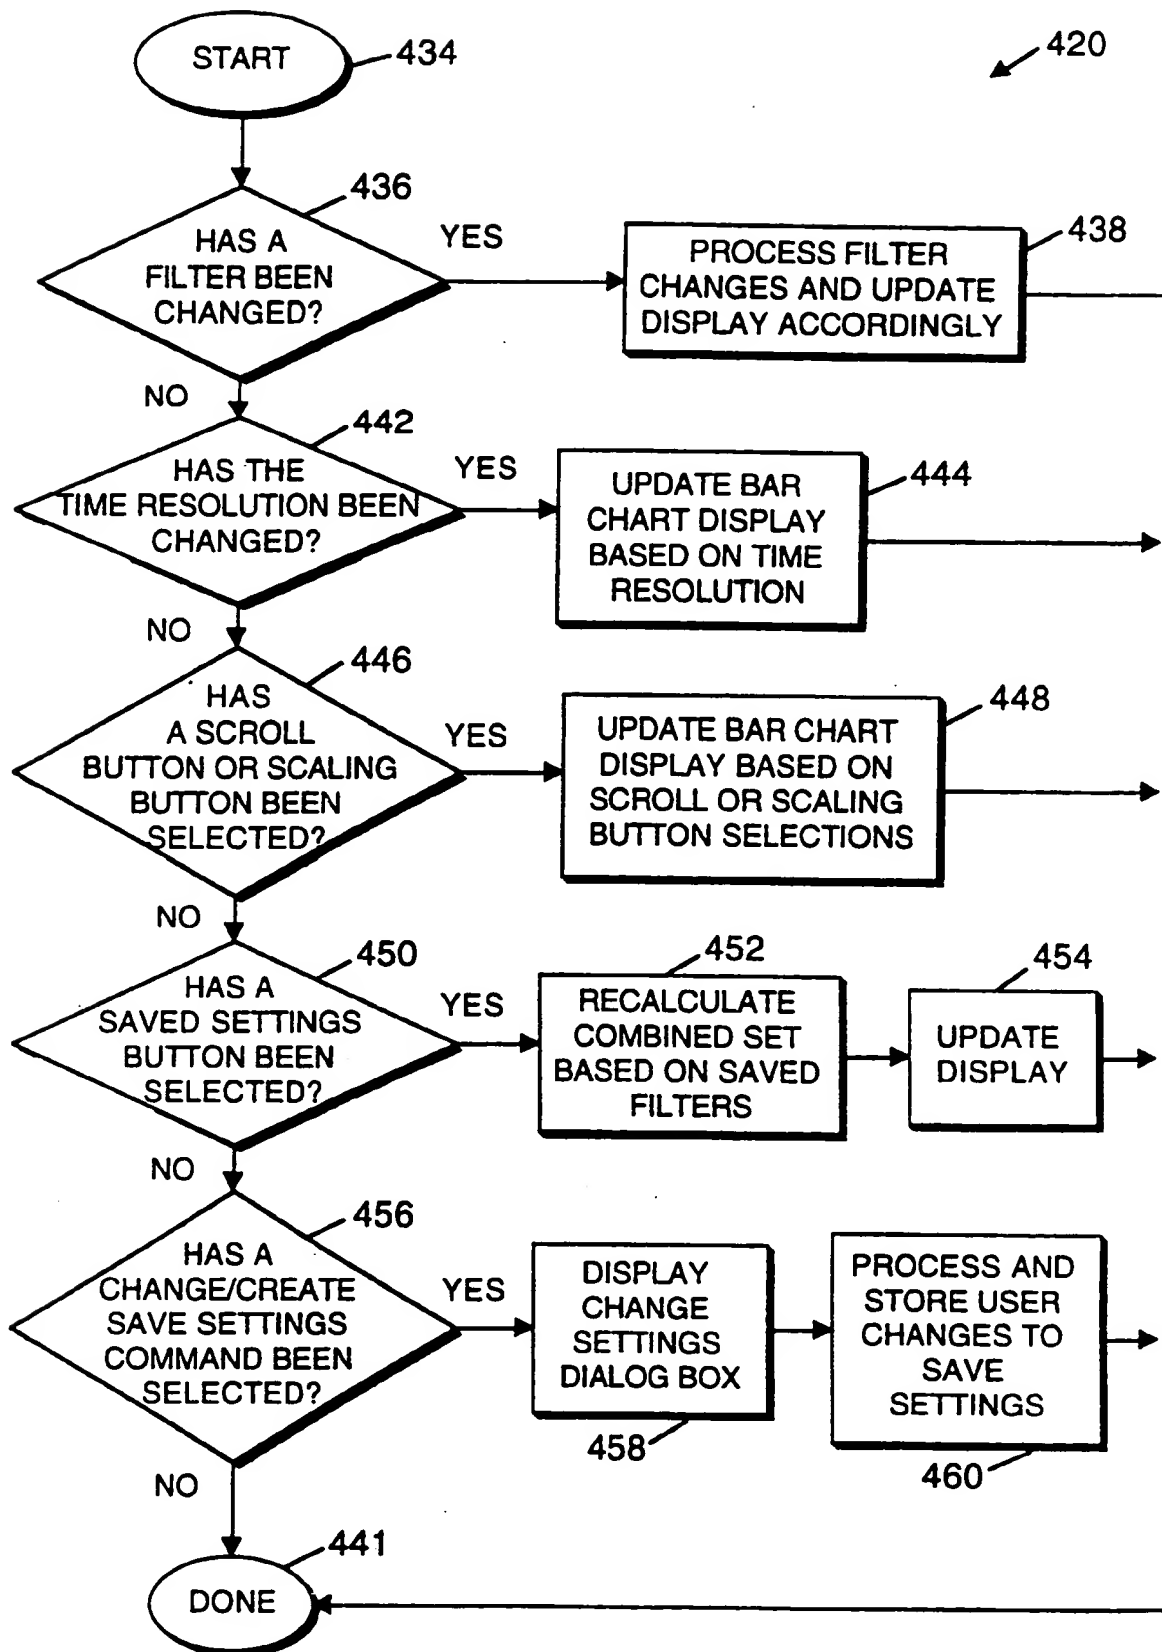 START
434
420
436
HAS A
FILTER BEEN
CHANGED?
YES
PROCESS FILTER
CHANGES AND UPDATE
DISPLAY ACCORDINGLY
438
NO
442
HAS THE
TIME RESOLUTION BEEN
CHANGED?
YES
UPDATE BAR
CHART DISPLAY
BASED ON TIME
RESOLUTION
444
NO
446
HAS
A SCROLL
BUTTON OR SCALING
BUTTON BEEN
SELECTED?
YES
UPDATE BAR CHART
DISPLAY BASED ON
SCROLL OR SCALING
BUTTON SELECTIONS
448
NO
450
HAS A
SAVED SETTINGS
BUTTON BEEN
SELECTED?
YES
452
RECALCULATE
COMBINED SET
BASED ON SAVED
FILTERS
454
UPDATE
DISPLAY
NO
456
HAS A
CHANGE/CREATE
SAVE SETTINGS
COMMAND BEEN
SELECTED?
YES
DISPLAY
CHANGE
SETTINGS
DIALOG BOX
458
PROCESS AND
STORE USER
CHANGES TO
SAVE
SETTINGS
460
NO
441
DONE